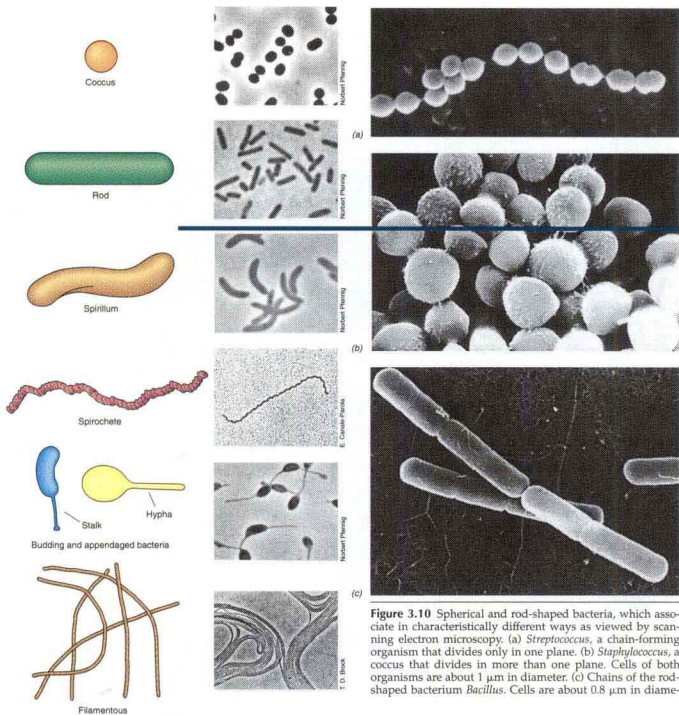 Coccus
Norbert Pfennig
(a)
Rod
Norbert Pfennig
Spirillum
Norbert Pfennig
(b)
Spirochete
E. Canale-Parola
Stalk
Hypha
Budding and appendaged bacteria
Norbert Pfennig
(c)
Filamentous
T. D. Brock
Figure 3.10 Spherical and rod-shaped bacteria, which asso-
ciate in characteristically different ways as viewed by scan-
ning electron microscopy. (a) Streptococcus, a chain-forming
organism that divides only in one plane. (b) Staphylococcus, a
coccus that divides in more than one plane. Cells of both
organisms are about 1 μm in diameter. (c) Chains of the rod-
shaped bacterium Bacillus. Cells are about 0.8 μm in diame-